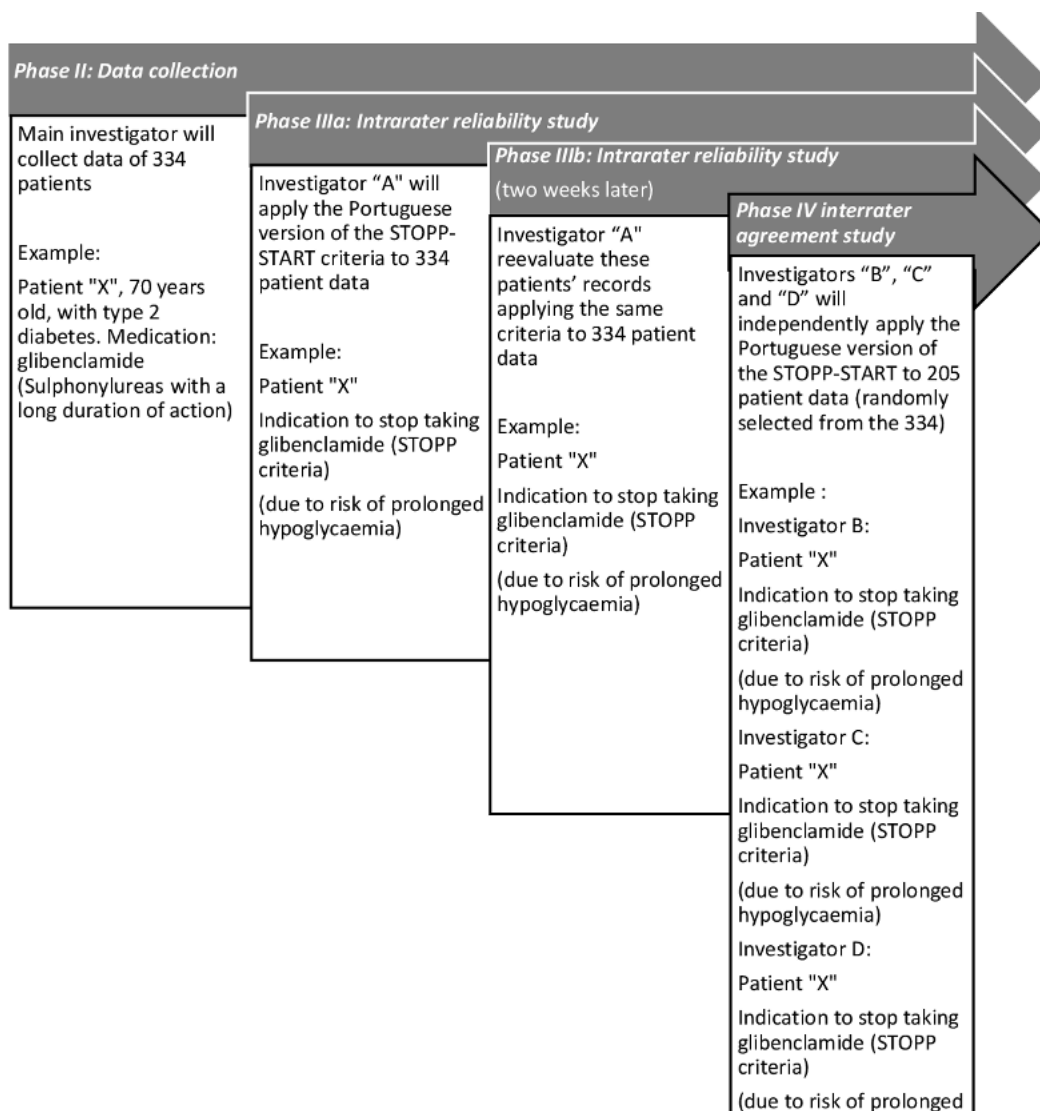 Phase II: Data collection
Main investigator will
collect data of 334
patients
Example:
Patient "X", 70 years
old, with type 2
diabetes. Medication:
glibenclamide
(Sulphonylureas with a
long duration of action)
Phase IIIa: Intrarater reliability study
Investigator “A" will
apply the Portuguese
version of the STOPP-
START criteria to 334
patient data
Example:
Patient "X"
Indication to stop taking
glibenclamide (STOPP
criteria)
(due to risk of prolonged
hypoglycaemia)
Phase IIIb: Intrarater reliability study
(two weeks later)
Investigator “A"
reevaluate these
patients’ records
applying the same
criteria to 334 patient
data
Example:
Patient "X"
Indication to stop taking
glibenclamide (STOPP
criteria)
(due to risk of prolonged
hypoglycaemia)
Phase IV interrater
agreement study
Investigators “B”, “C”
and “D” will
independently apply the
Portuguese version of
the STOPP-START to 205
patient data (randomly
selected from the 334)
Example :
Investigator B:
Patient "X"
Indication to stop taking
glibenclamide (STOPP
criteria)
(due to risk of prolonged
hypoglycaemia)
Investigator C:
Patient "X"
Indication to stop taking
glibenclamide (STOPP
criteria)
(due to risk of prolonged
hypoglycaemia)
Investigator D:
Patient "X"
Indication to stop taking
glibenclamide (STOPP
criteria)
(due to risk of prolonged